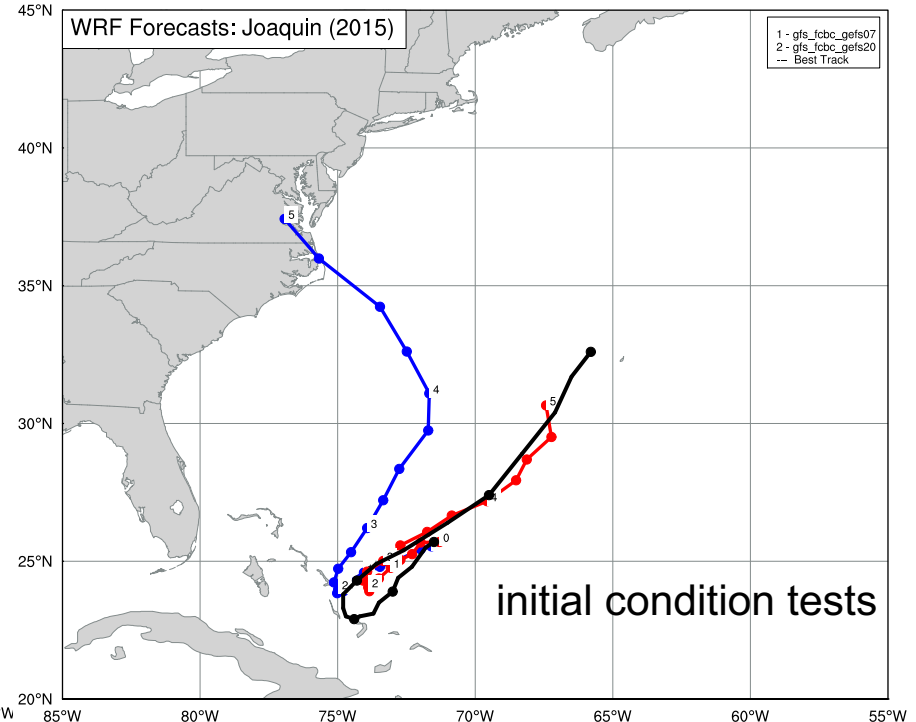 45°N
WRF Forecasts: Joaquin (2015)
1 - gfs_fcbc_gefs07
2 - gfs_fcbc_gefs20
-- Best Track
40°N
5
35°N
4
30°N
5
4
3
0
25°N
2
1
2
2
initial condition tests
20°N
W
85°W
80°W
75°W
70°W
65°W
60°W
55°W